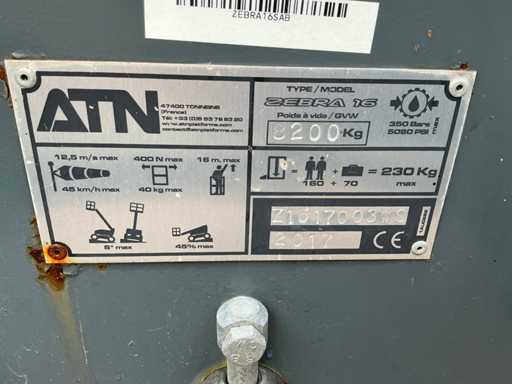 ZEBRA16SAB
ATN
47400 TONNEINS
(France)
TYPE / MODEL
ZEBRA 16
Poids à vide / GVW
8200 Kg
350 Bars
5080 PSI
max
12,5 m/s max
400 N max
16 m. max
45 km/h max
40 kg max
160 + 70
= 230 Kg
max
5° max
45% max
2017
CE